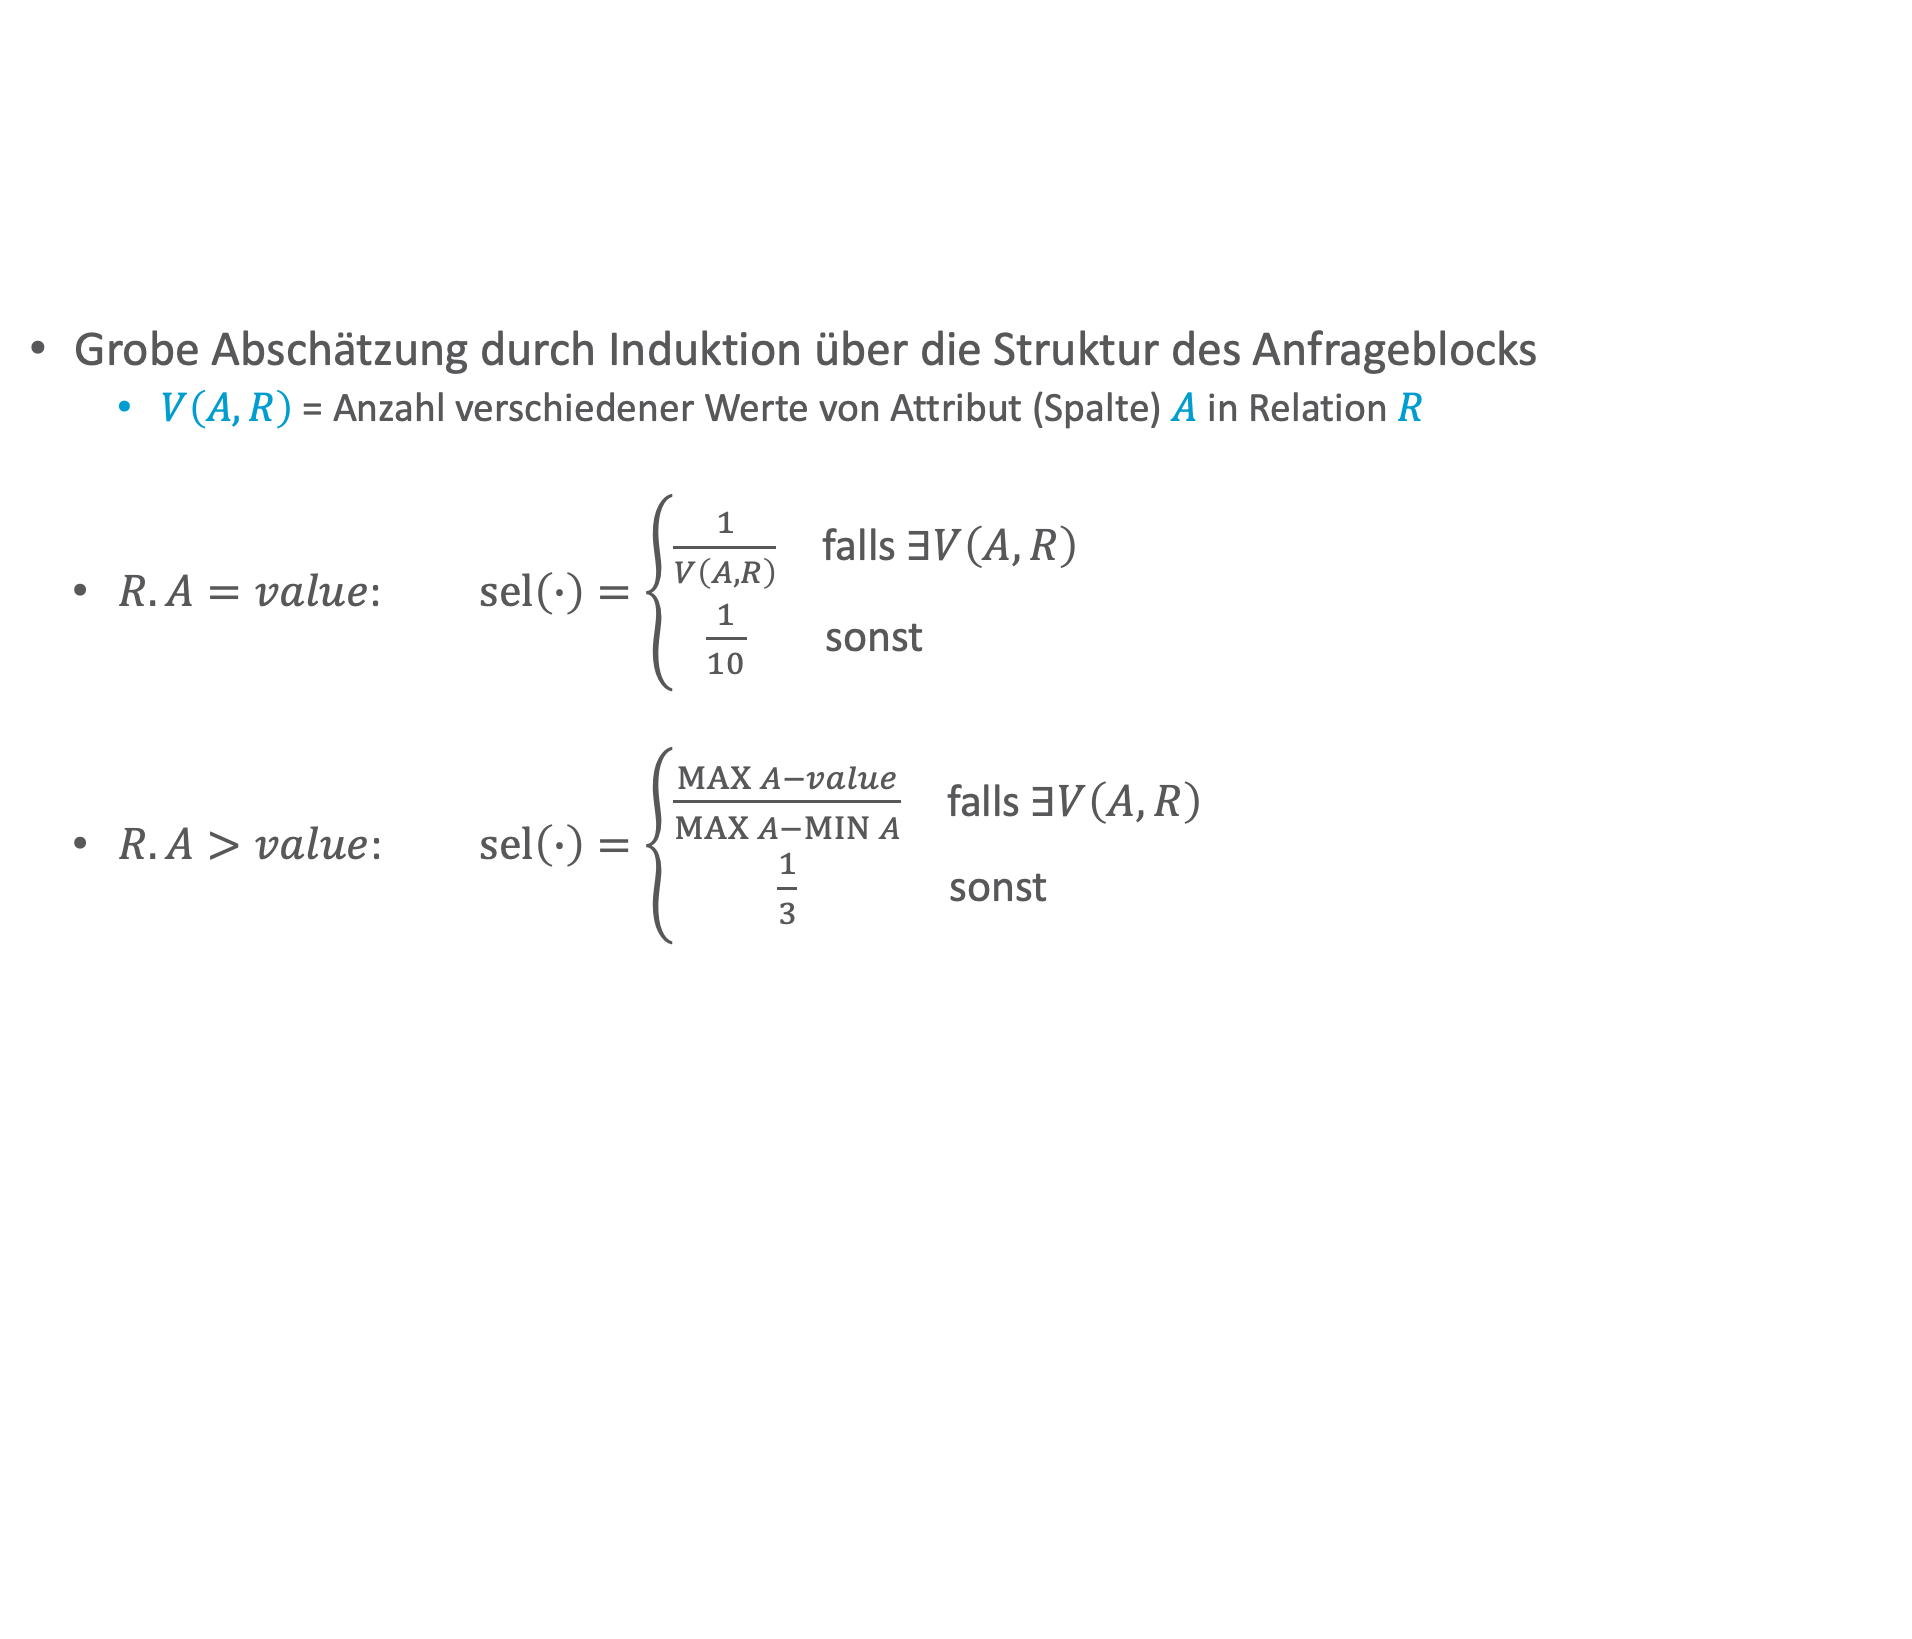 • Grobe Abschätzung durch Induktion über die Struktur des Anfrageblocks
• V(A, R) = Anzahl verschiedener Werte von Attribut (Spalte) A in Relation R
• R. A = value: sel(·) = { 1/V(A,R) falls ∃V(A, R)
1/10 sonst
• R. A > value: sel(·) = { MAX A−value/MAX A−MIN A falls ∃V(A, R)
1/3 sonst